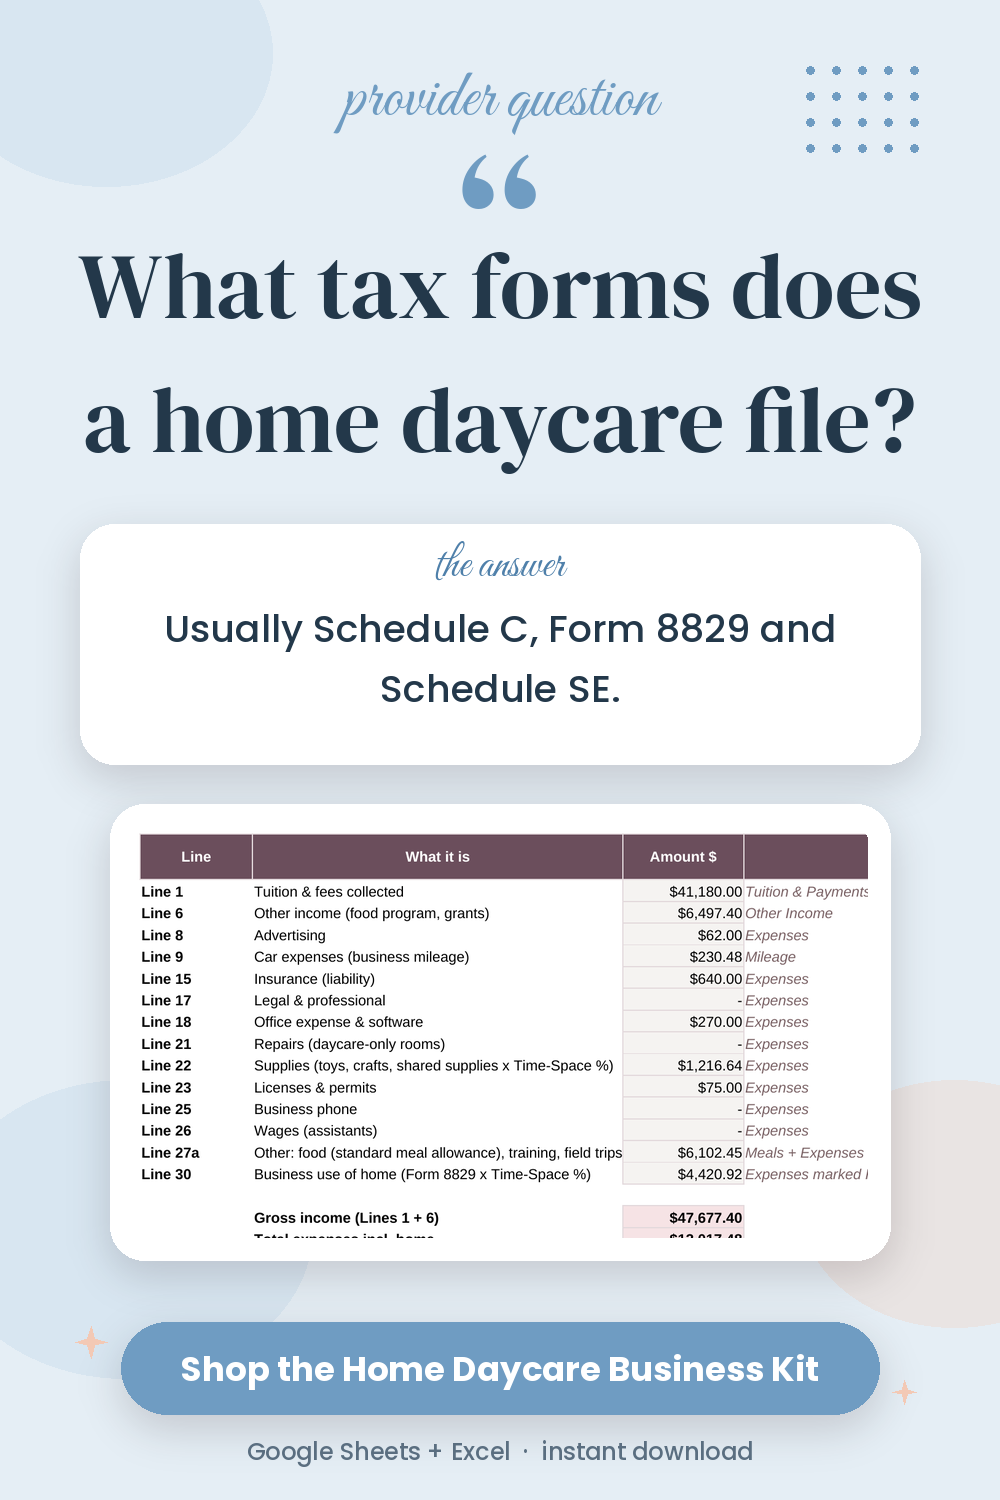 provider question
“
What tax forms does
a home daycare file?
the answer
Usually Schedule C, Form 8829 and
Schedule SE.
Line What it is Amount $
Line 1 Tuition & fees collected $41,180.00 Tuition & Payments
Line 6 Other income (food program, grants) $6,497.40 Other Income
Line 8 Advertising $62.00 Expenses
Line 9 Car expenses (business mileage) $230.48 Mileage
Line 15 Insurance (liability) $640.00 Expenses
Line 17 Legal & professional - Expenses
Line 18 Office expense & software $270.00 Expenses
Line 21 Repairs (daycare-only rooms) - Expenses
Line 22 Supplies (toys, crafts, shared supplies x Time-Space %) $1,216.64 Expenses
Line 23 Licenses & permits $75.00 Expenses
Line 25 Business phone - Expenses
Line 26 Wages (assistants) - Expenses
Line 27a Other: food (standard meal allowance), training, field trips $6,102.45 Meals + Expenses
Line 30 Business use of home (Form 8829 x Time-Space %) $4,420.92 Expenses marked
Gross income (Lines 1 + 6) $47,677.40
Shop the Home Daycare Business Kit
Google Sheets + Excel · instant download